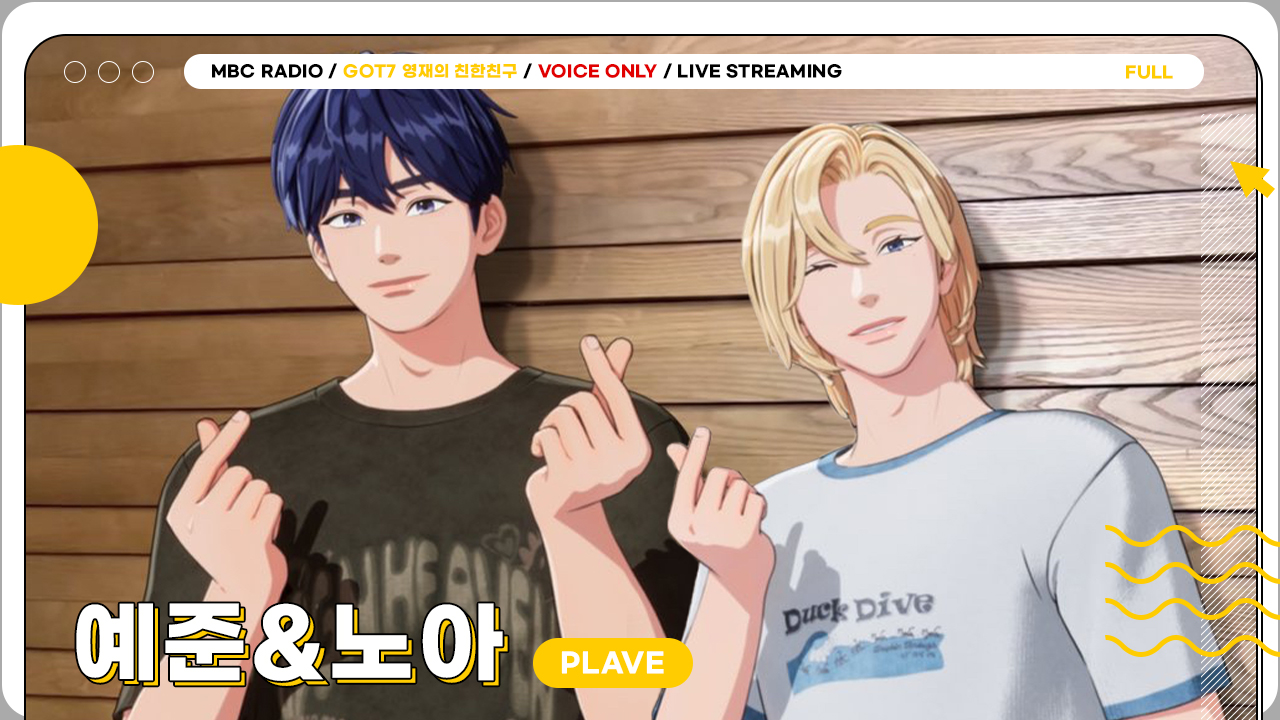 MBC RADIO / GOT7 영재의 친한친구 / VOICE ONLY / LIVE STREAMING
FULL
Duck Dive
예준&노아
PLAVE